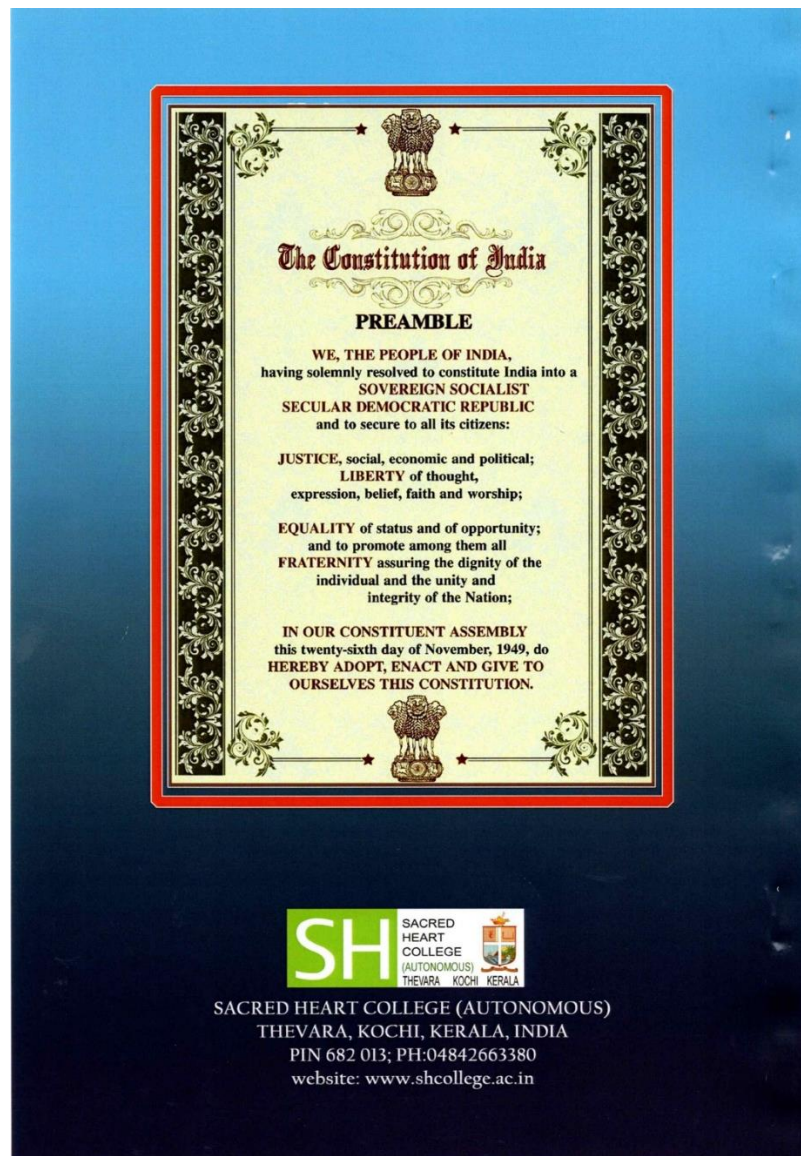 The Constitution of India
PREAMBLE
WE, THE PEOPLE OF INDIA,
having solemnly resolved to constitute India into a
SOVEREIGN SOCIALIST
SECULAR DEMOCRATIC REPUBLIC
and to secure to all its citizens:
JUSTICE, social, economic and political;
LIBERTY of thought,
expression, belief, faith and worship;
EQUALITY of status and of opportunity;
and to promote among them all
FRATERNITY assuring the dignity of the
individual and the unity and
integrity of the Nation;
IN OUR CONSTITUENT ASSEMBLY
this twenty-sixth day of November, 1949, do
HEREBY ADOPT, ENACT AND GIVE TO
OURSELVES THIS CONSTITUTION.
SH
SACRED
HEART
COLLEGE
(AUTONOMOUS)
THEVARA KOCHI KERALA
SACRED HEART COLLEGE (AUTONOMOUS)
THEVARA, KOCHI, KERALA, INDIA
PIN 682 013; PH:04842663380
website: www.shcollege.ac.in